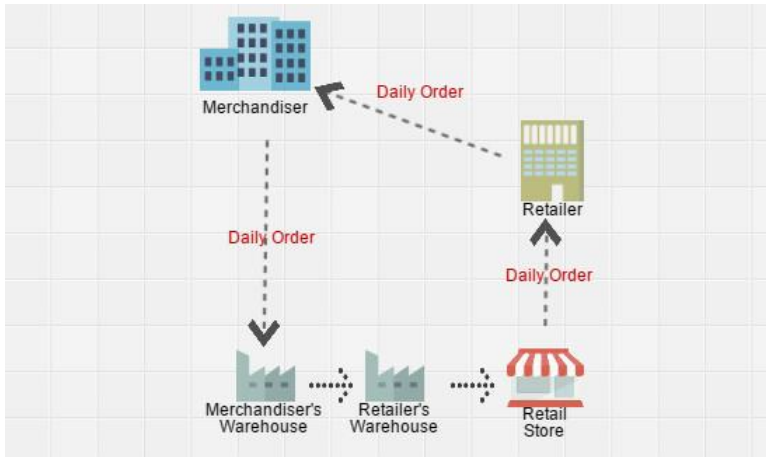 Merchandiser
Daily Order
Retailer
Daily Order
Daily Order
Merchandiser's
Warehouse
Retailer's
Warehouse
Retail
Store